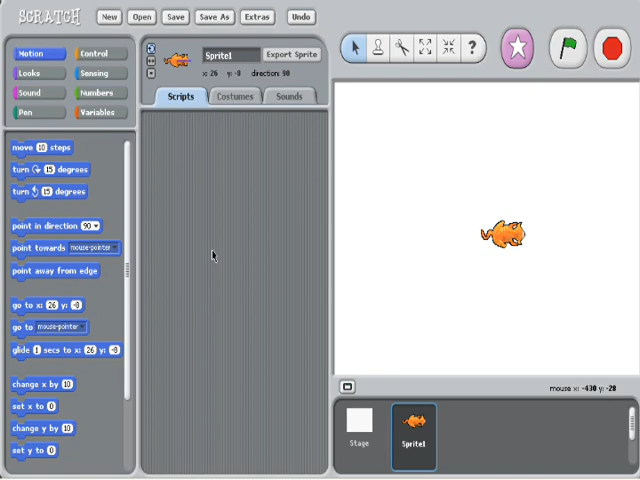 SCRATCH
New
Open
Save
Save As
Extras
Undo
?
Motion
Control
Looks
Sensing
Sound
Numbers
Pen
Variables
Sprite1
Export Sprite
x: 26 y: -8 direction: 90
Scripts
Costumes
Sounds
move 10 steps
turn 15 degrees
turn 15 degrees
point in direction 90
point towards mouse-pointer
point away from edge
go to x: 26 y: -8
go to mouse-pointer
glide 1 secs to x: 26 y: -8
change x by 10
set x to 0
change y by 10
set y to 0
mouse x: -430 y: -20
Stage
Sprite1